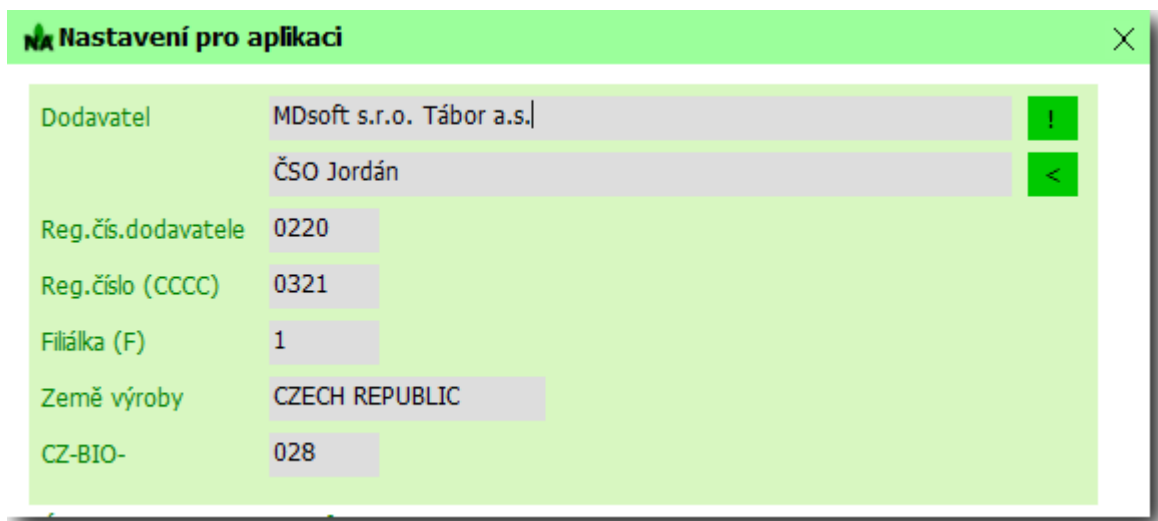 NA Nastavení pro aplikaci
Dodavatel MDsoft s.r.o. Tábor a.s. !
ČSO Jordán <
Reg.čís.dodavatele 0220
Reg.číslo (CCCC) 0321
Filiálka (F) 1
Země výroby CZECH REPUBLIC
CZ-BIO- 028